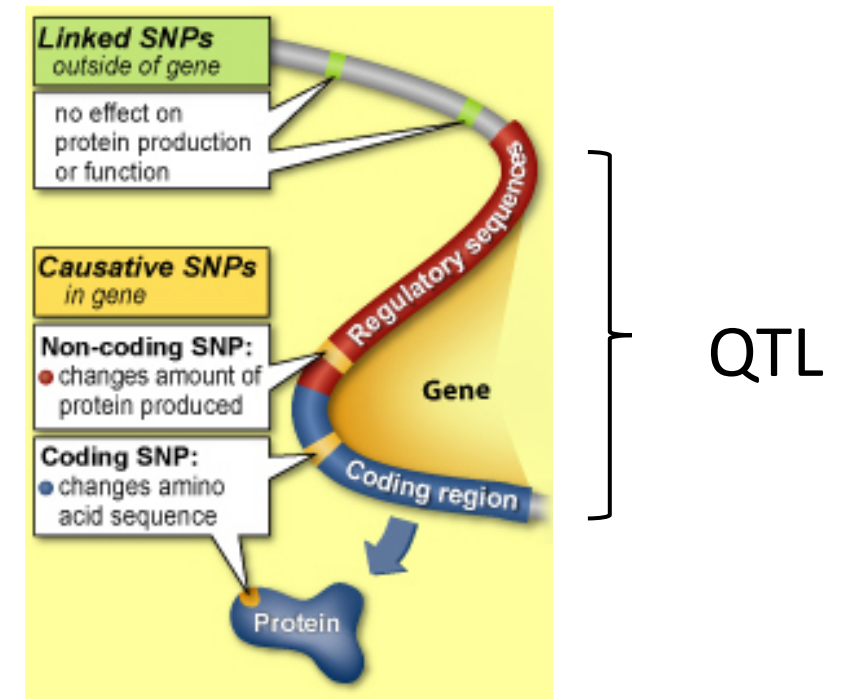 Linked SNPs
outside of gene
no effect on
protein production
or function
Regulatory sequences
Causative SNPs
in gene
Non-coding SNP:
changes amount of
protein produced
Gene
QTL
Coding SNP:
changes amino
acid sequence
Coding region
Protein